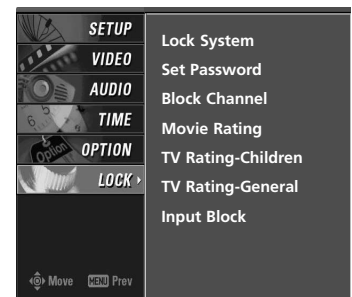 SETUP
VIDEO
AUDIO
TIME
OPTION
LOCK
Lock System
Set Password
Block Channel
Movie Rating
TV Rating-Children
TV Rating-General
Input Block
Move MENU Prev